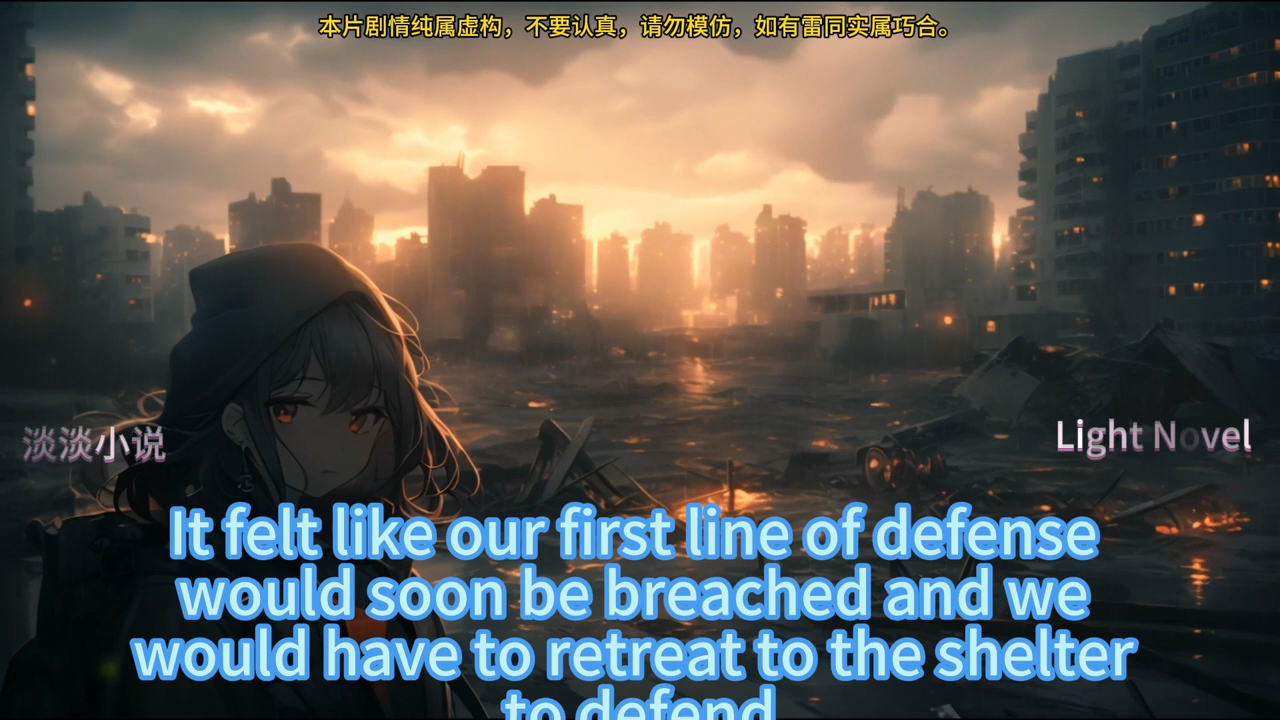 本片剧情纯属虚构，不要认真，请勿模仿，如有雷同实属巧合。
淡淡小说
Light Novel
It felt like our first line of defense
would soon be breached and we
would have to retreat to the shelter
to defend